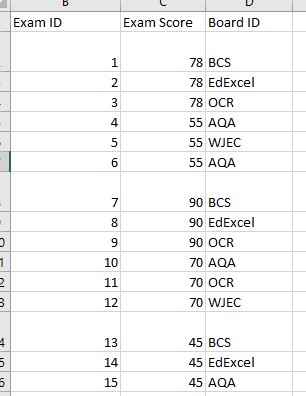 B C D
Exam ID Exam Score Board ID
1 78 BCS
2 78 EdExcel
3 78 OCR
4 55 AQA
5 55 WJEC
6 55 AQA
7 90 BCS
8 90 EdExcel
9 90 OCR
10 70 AQA
11 70 OCR
12 70 WJEC
13 45 BCS
14 45 EdExcel
15 45 AQA